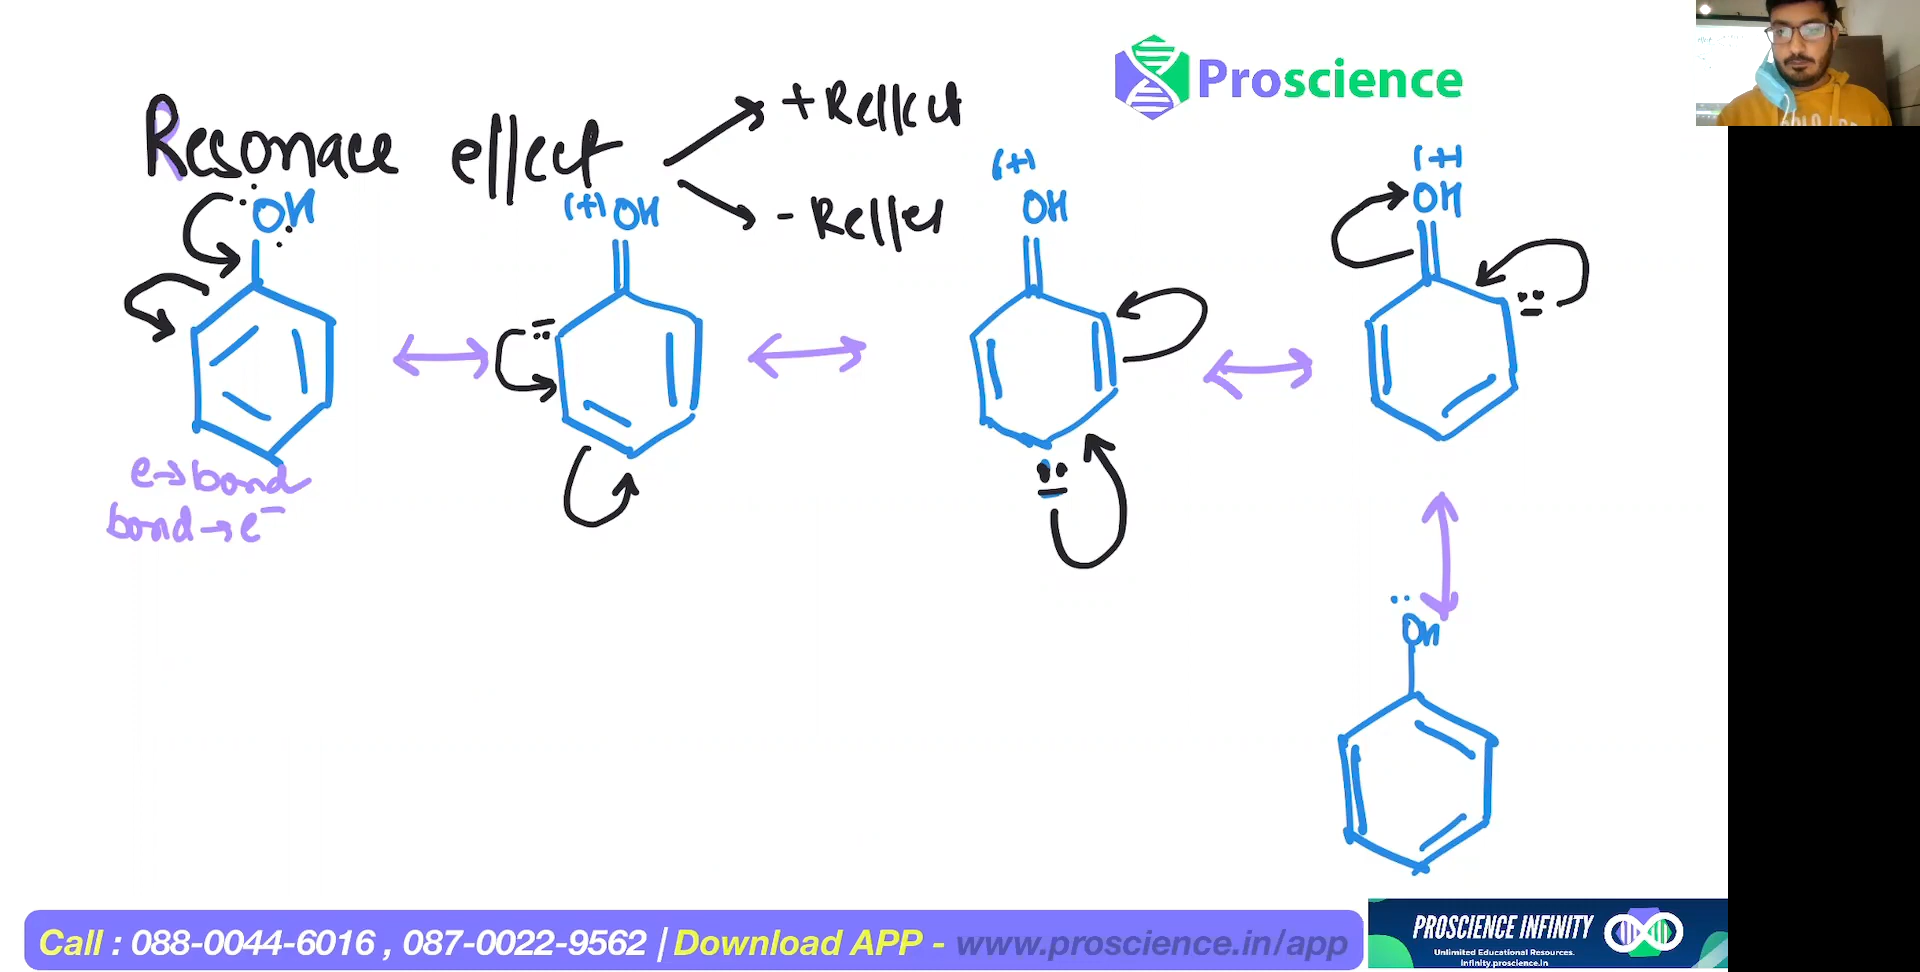 Proscience
Resonace effect
+ Reffect
- Reffet
:OH
(+) OH
(+)
OH
(+)
OH
e→bond
bond→e⁻
OH
Call : 088-0044-6016 , 087-0022-9562 | Download APP - www.proscience.in/app
PROSCIENCE INFINITY
Unlimited Educational Resources.
infinity.proscience.in